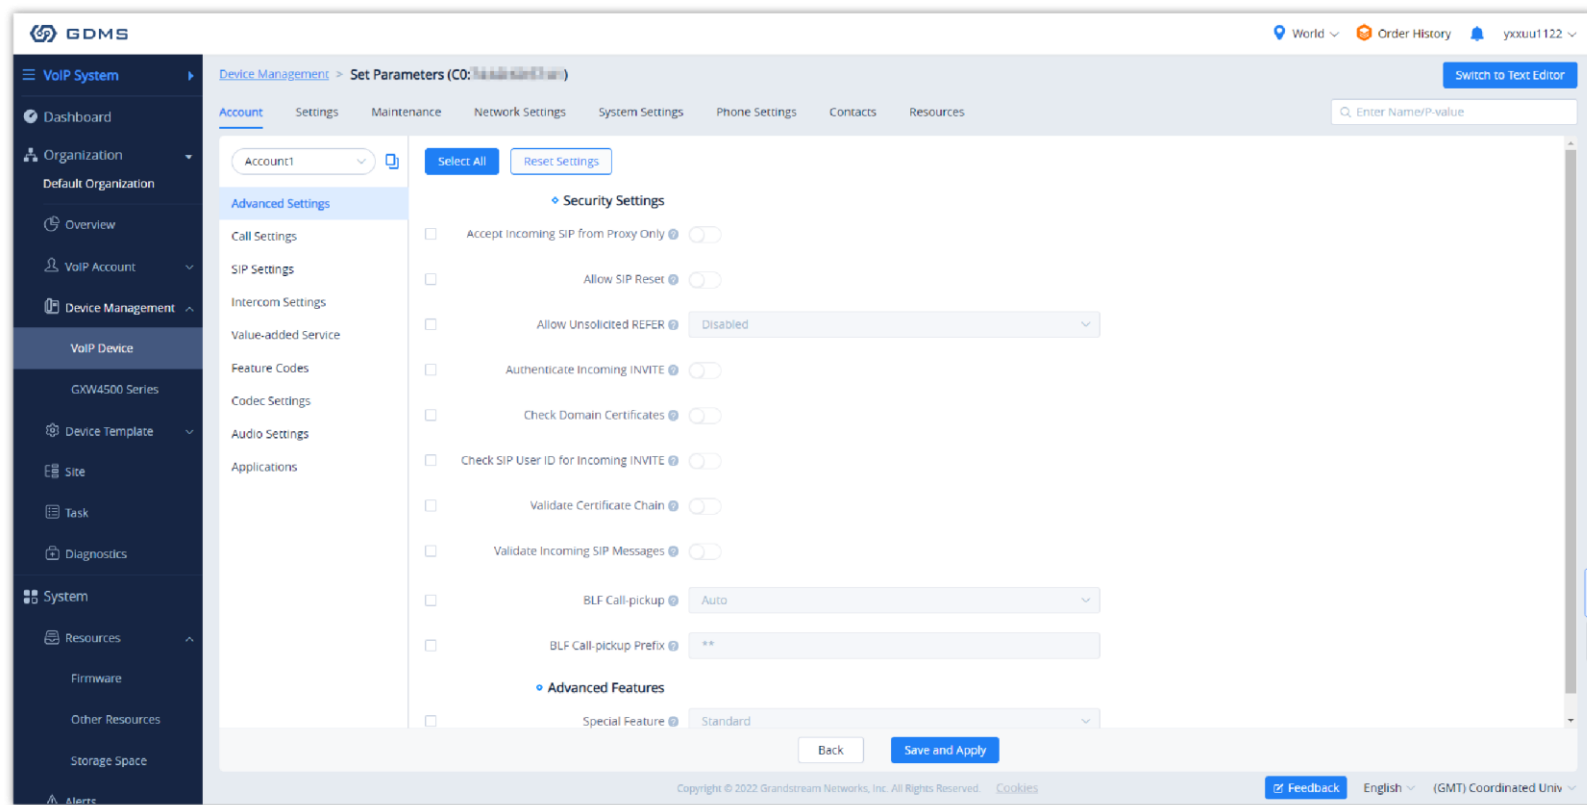 GDMS
World
Order History
yxxuu1122
VoIP System
Device Management > Set Parameters (C0:
)
Switch to Text Editor
Dashboard
Organization
Default Organization
Overview
VoIP Account
Device Management
VoIP Device
GXW4500 Series
Device Template
Site
Task
Diagnostics
System
Resources
Firmware
Other Resources
Storage Space
Alerts
Account Settings Maintenance Network Settings System Settings Phone Settings Contacts Resources
Enter Name/P-value
Account1
Advanced Settings
Call Settings
SIP Settings
Intercom Settings
Value-added Service
Feature Codes
Codec Settings
Audio Settings
Applications
Select All
Reset Settings
Security Settings
Accept Incoming SIP from Proxy Only
Allow SIP Reset
Allow Unsolicited REFER Disabled
Authenticate Incoming INVITE
Check Domain Certificates
Check SIP User ID for Incoming INVITE
Validate Certificate Chain
Validate Incoming SIP Messages
BLF Call-pickup Auto
BLF Call-pickup Prefix **
Advanced Features
Special Feature Standard
Back
Save and Apply
Copyright © 2022 Grandstream Networks, Inc. All Rights Reserved. Cookies
Feedback
English
(GMT) Coordinated Univ